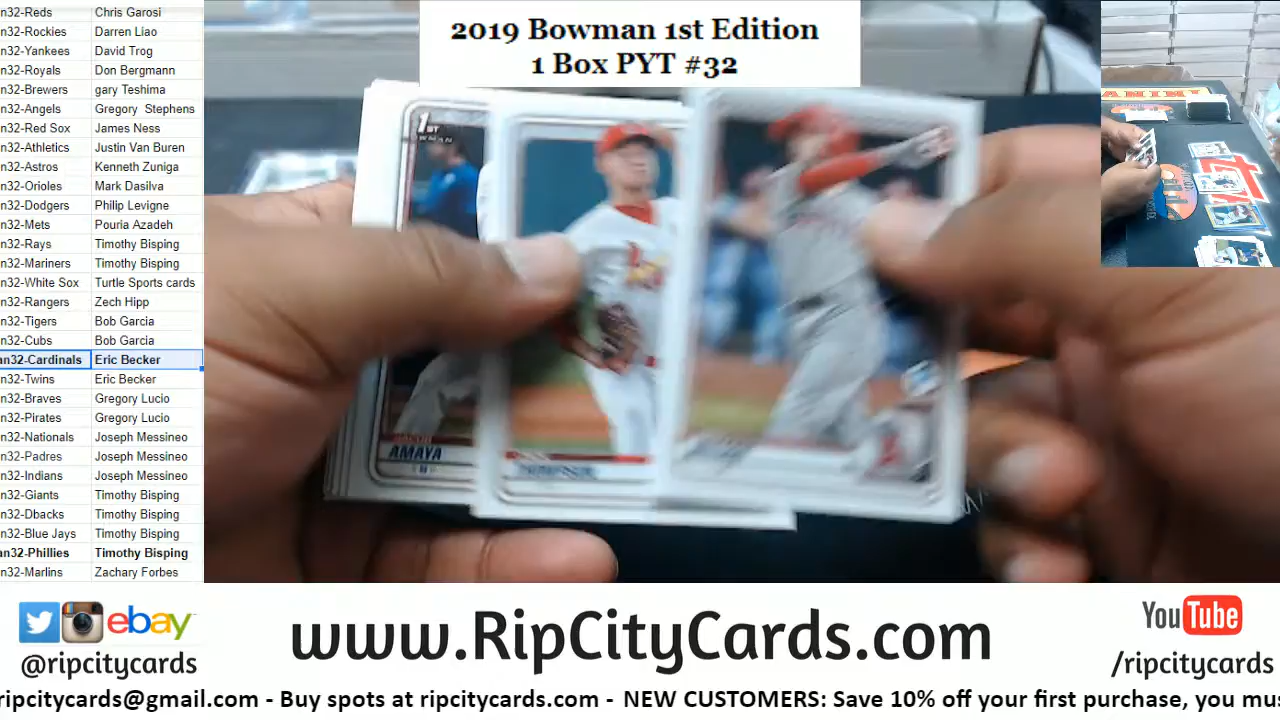 2019 Bowman 1st Edition
1 Box PYT #32
n32-Reds Chris Garosi
n32-Rockies Darren Liao
n32-Yankees David Trog
n32-Royals Don Bergmann
n32-Brewers gary Teshima
n32-Angels Gregory Stephens
n32-Red Sox James Ness
n32-Athletics Justin Van Buren
n32-Astros Kenneth Zuniga
n32-Orioles Mark Dasilva
n32-Dodgers Philip Levigne
n32-Mets Pouria Azadeh
n32-Rays Timothy Bisping
n32-Mariners Timothy Bisping
n32-White Sox Turtle Sports cards
n32-Rangers Zech Hipp
n32-Tigers Bob Garcia
n32-Cubs Bob Garcia
an32-Cardinals Eric Becker
n32-Twins Eric Becker
n32-Braves Gregory Lucio
n32-Pirates Gregory Lucio
n32-Nationals Joseph Messineo
n32-Padres Joseph Messineo
n32-Indians Joseph Messineo
n32-Giants Timothy Bisping
n32-Dbacks Timothy Bisping
n32-Blue Jays Timothy Bisping
an32-Phillies Timothy Bisping
n32-Marlins Zachary Forbes
1ST
AMAYA
THOMPSON
ebay
@ripcitycards
www.RipCityCards.com
YouTube
/ripcitycards
ripcitycards@gmail.com - Buy spots at ripcitycards.com - NEW CUSTOMERS: Save 10% off your first purchase, you mus